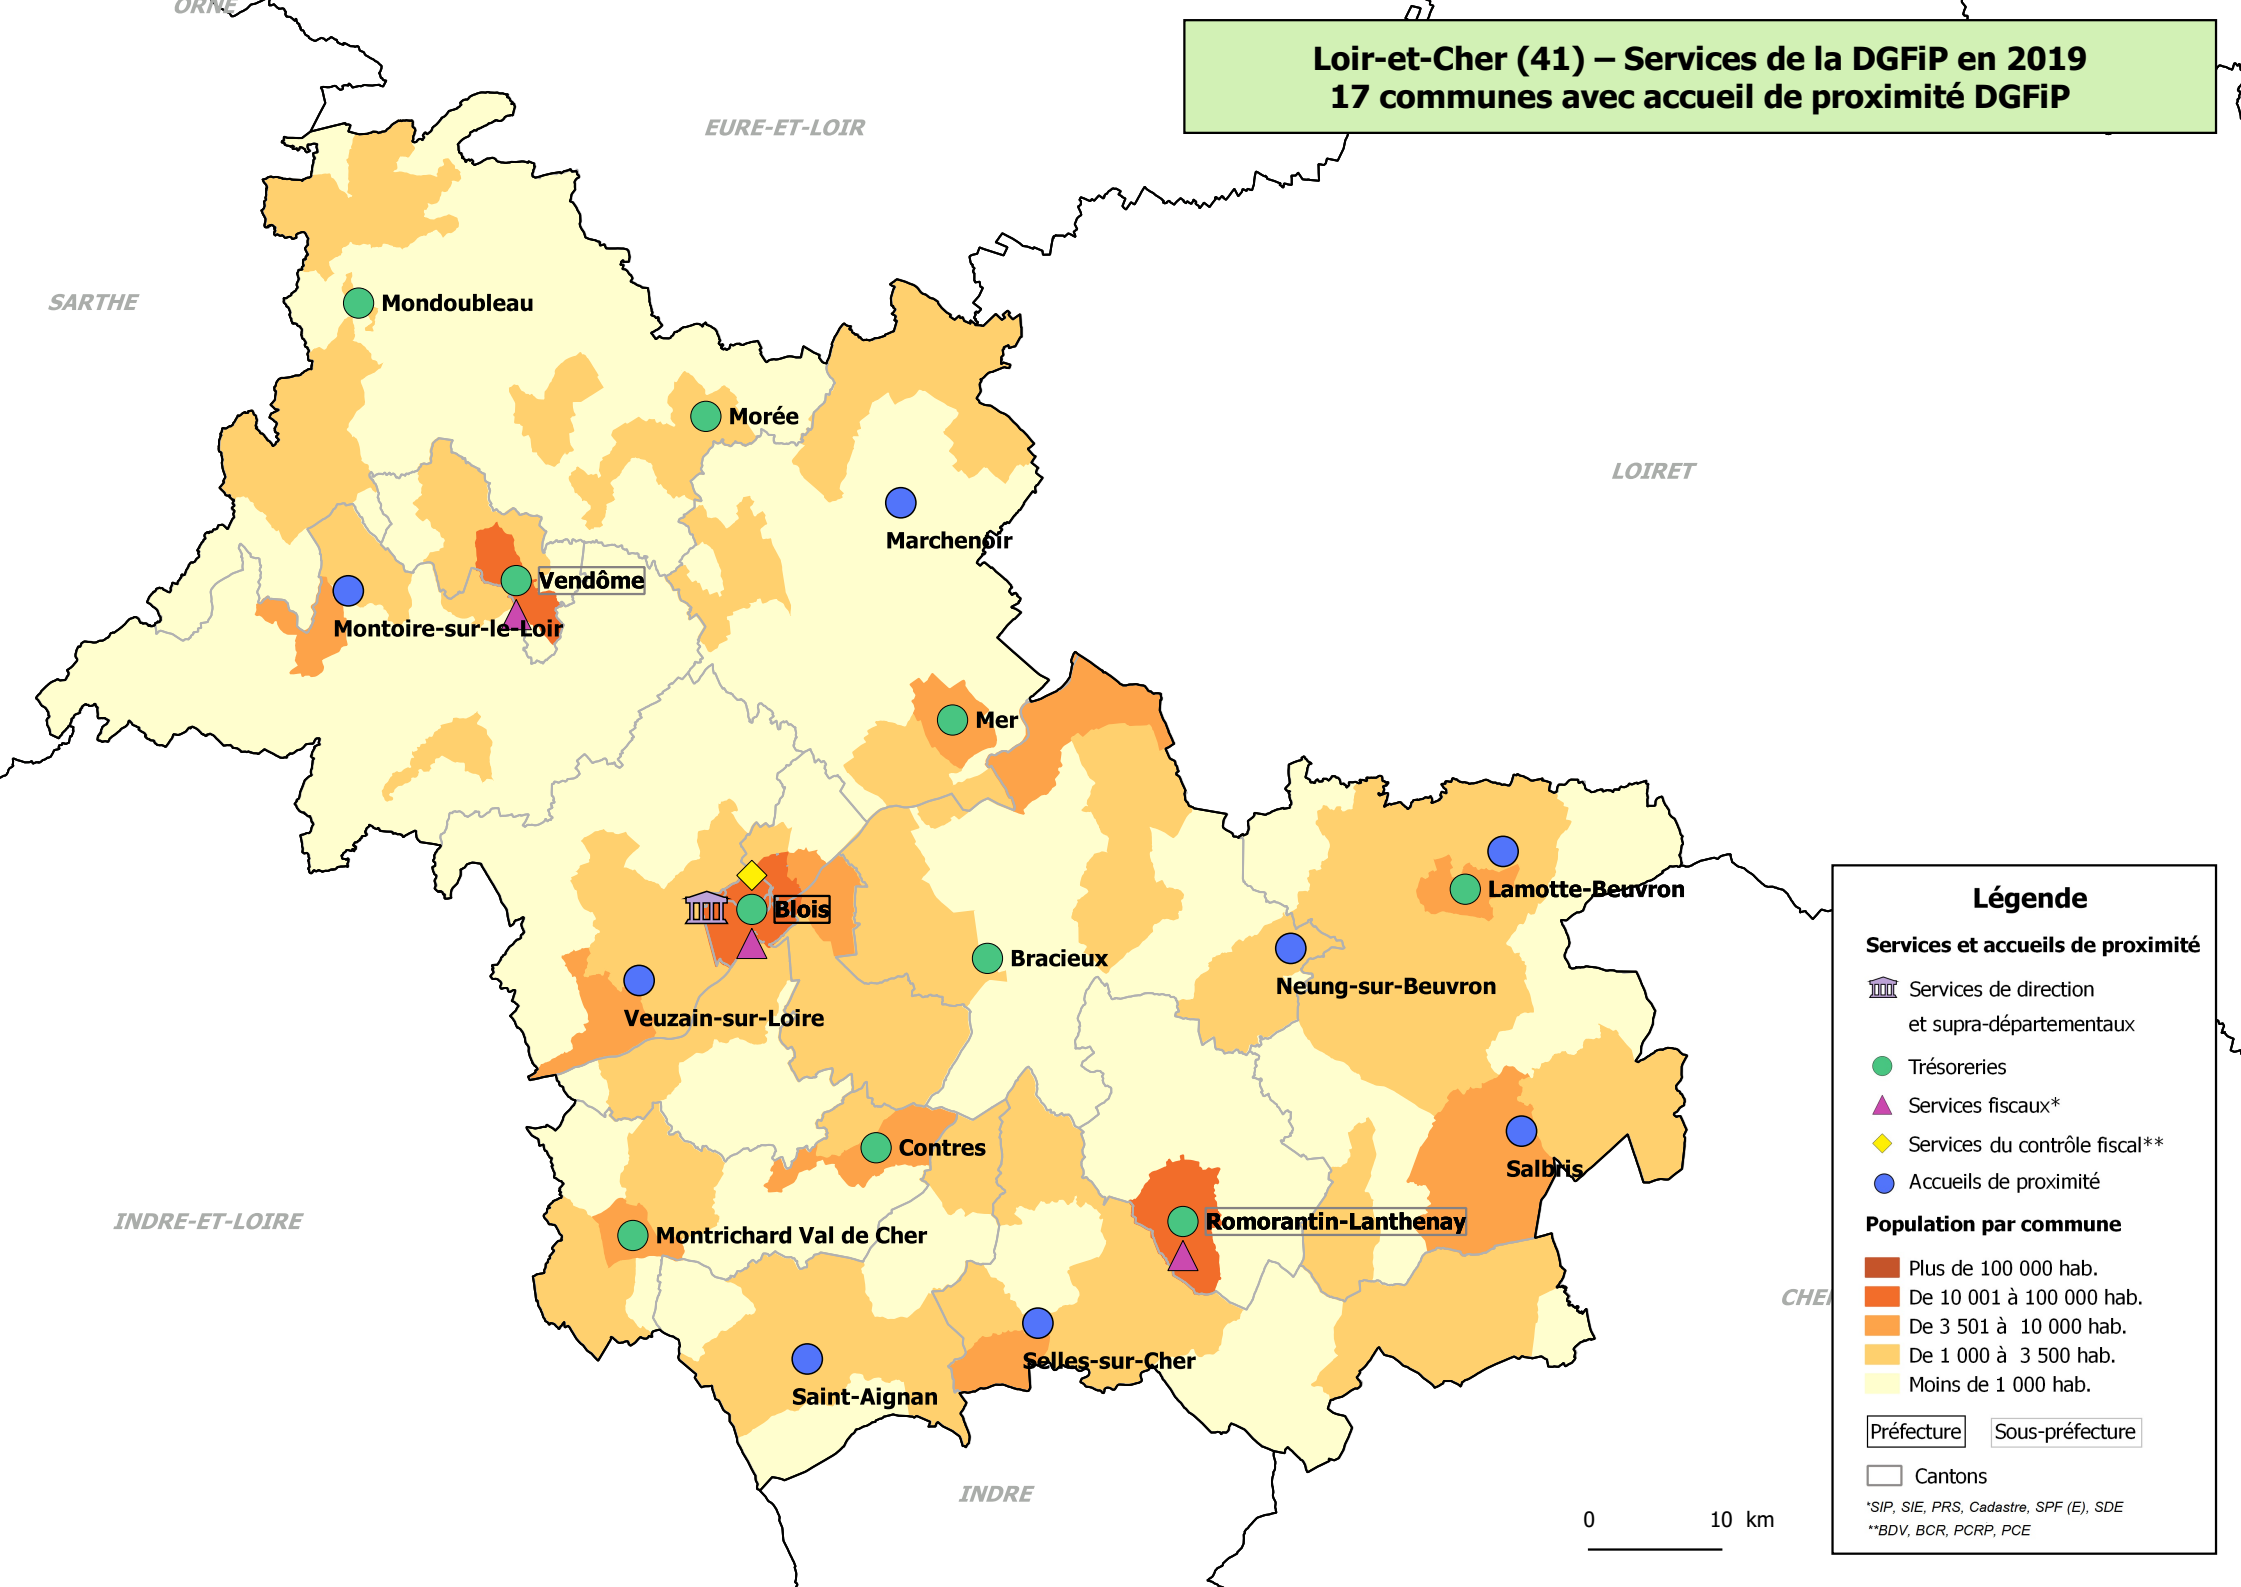 ORNE
Loir-et-Cher (41) – Services de la DGFiP en 2019
17 communes avec accueil de proximité DGFiP
EURE-ET-LOIR
SARTHE
Mondoubleau
Morée
LOIRET
Marchenoir
Vendôme
Montoire-sur-le-Loir
Mer
Lamotte-Beuvron
Blois
Bracieux
Neung-sur-Beuvron
Veuzain-sur-Loire
Contres
Salbris
INDRE-ET-LOIRE
Romorantin-Lanthenay
Montrichard Val de Cher
CHER
Selles-sur-Cher
Saint-Aignan
INDRE
0 10 km
Légende
Services et accueils de proximité
Services de direction
et supra-départementaux
Trésoreries
Services fiscaux*
Services du contrôle fiscal**
Accueils de proximité
Population par commune
Plus de 100 000 hab.
De 10 001 à 100 000 hab.
De 3 501 à 10 000 hab.
De 1 000 à 3 500 hab.
Moins de 1 000 hab.
Préfecture Sous-préfecture
Cantons
*SIP, SIE, PRS, Cadastre, SPF (E), SDE
**BDV, BCR, PCRP, PCE